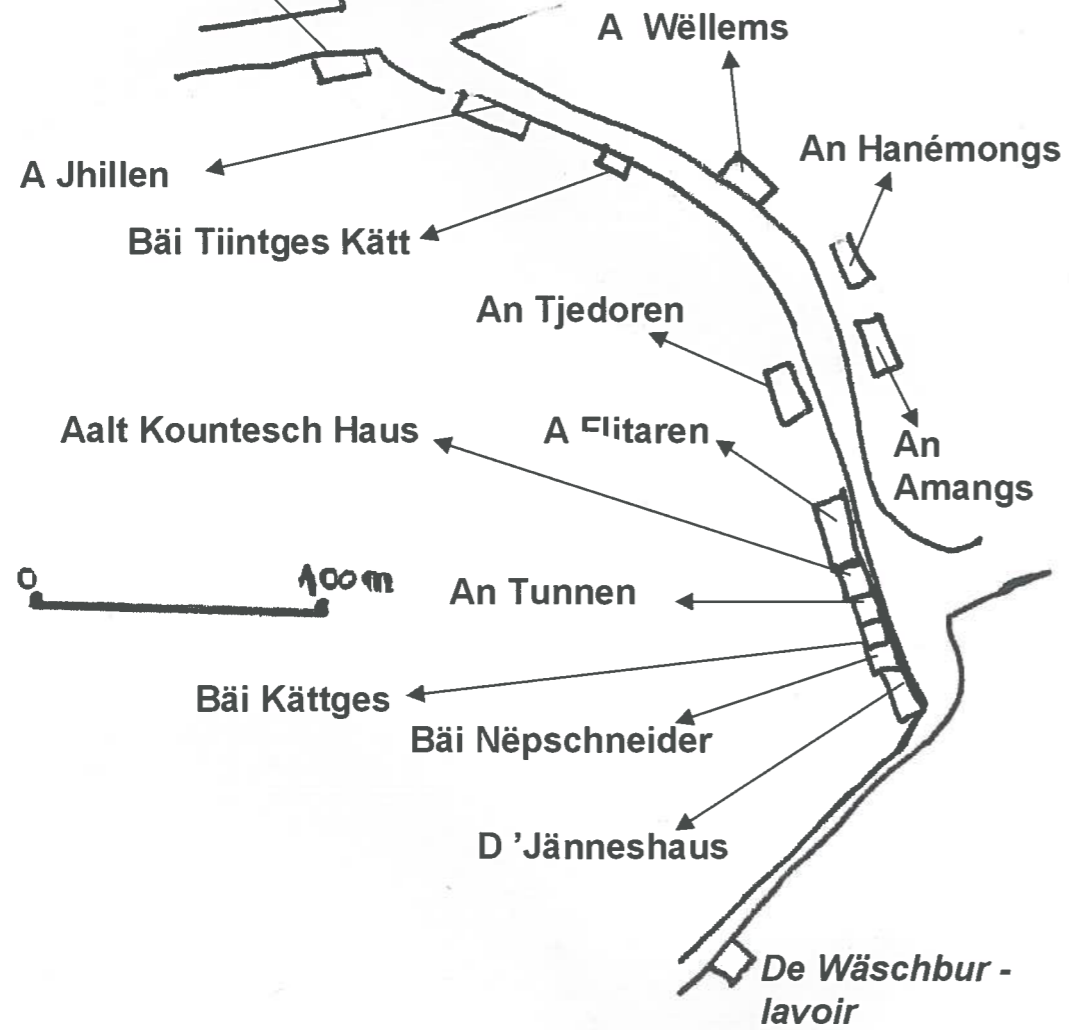 A Wëllems
An Hanémongs
A Jhillen
Bäi Tiintges Kätt
An Tjedoren
Aalt Kountesch Haus
A
An
Amangs
0 100m
An Tunnen
Bäi Kättges
Bäi Nëpschneider
D ’Jänneshaus
De Wäschbur -
lavoir